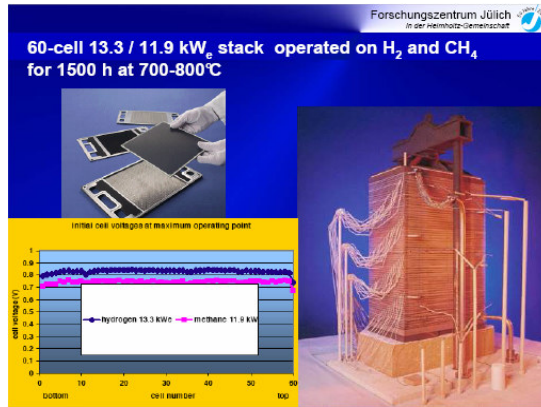 Forschungszentrum Jülich
in der Helmholtz-Gemeinschaft
60-cell 13.3 / 11.9 kWe stack operated on H2 and CH4
for 1500 h at 700-800°C
Initial cell voltages at maximum operating point
1
0.9
0.8
0.7
0.6
0.5
0.4
0.3
0.2
0.1
0
cell voltage (V)
hydrogen 13.3 kWe
methane 11.9 kW
0 10 20 30 40 50 60
bottom cell number top